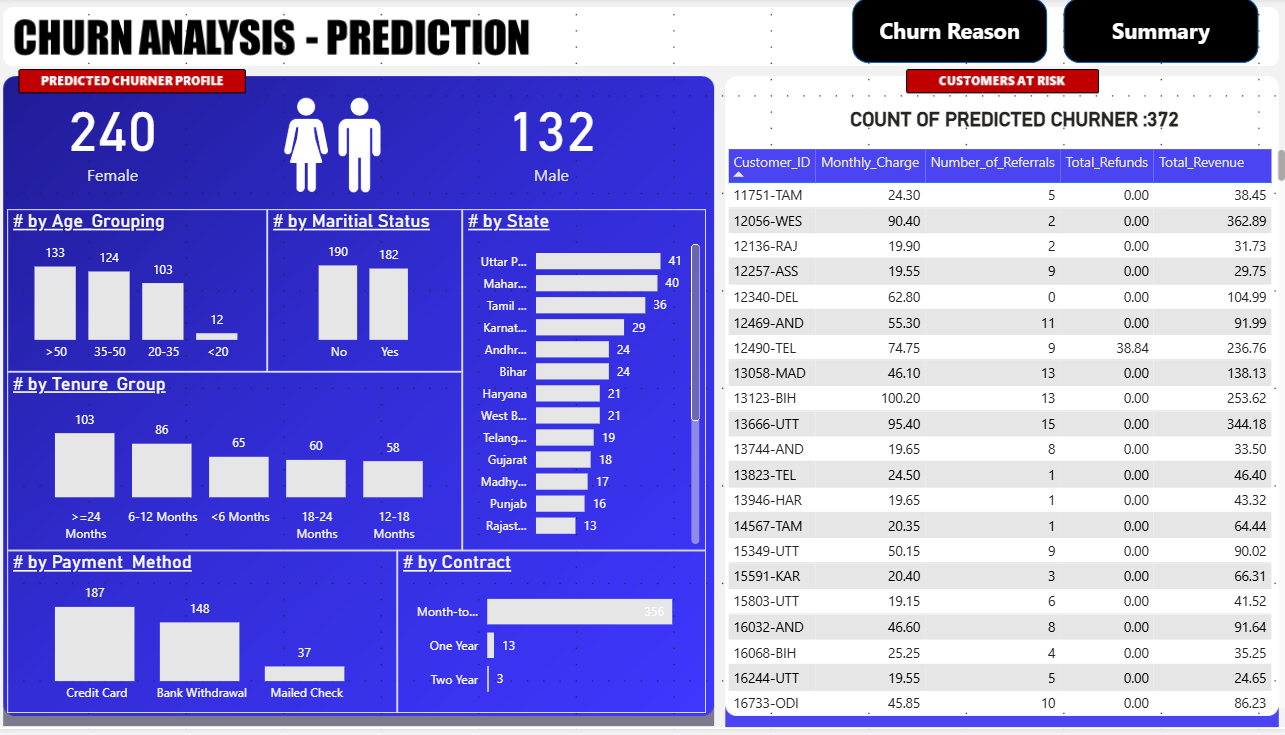 CHURN ANALYSIS - PREDICTION
Churn Reason
Summary
PREDICTED CHURNER PROFILE
240
Female
132
Male
# by Age_Grouping
133
124
103
12
>50
35-50
20-35
<20
# by Maritial Status
190
182
No
Yes
# by State
Uttar P... 41
Mahar... 40
Tamil ... 36
Karnat... 29
Andhr... 24
Bihar 24
Haryana 21
West B... 21
Telang... 19
Gujarat 18
Madhy... 17
Punjab 16
Rajast... 13
# by Tenure_Group
103
86
65
60
58
>=24
Months
6-12 Months
<6 Months
18-24
Months
12-18
Months
# by Payment_Method
187
148
37
Credit Card
Bank Withdrawal
Mailed Check
# by Contract
Month-to... 356
One Year 13
Two Year 3
CUSTOMERS AT RISK
COUNT OF PREDICTED CHURNER :372
Customer_ID Monthly_Charge Number_of_Referrals Total_Refunds Total_Revenue
11751-TAM 24.30 5 0.00 38.45
12056-WES 90.40 2 0.00 362.89
12136-RAJ 19.90 2 0.00 31.73
12257-ASS 19.55 9 0.00 29.75
12340-DEL 62.80 0 0.00 104.99
12469-AND 55.30 11 0.00 91.99
12490-TEL 74.75 9 38.84 236.76
13058-MAD 46.10 13 0.00 138.13
13123-BIH 100.20 13 0.00 253.62
13666-UTT 95.40 15 0.00 344.18
13744-AND 19.65 8 0.00 33.50
13823-TEL 24.50 1 0.00 46.40
13946-HAR 19.65 1 0.00 43.32
14567-TAM 20.35 1 0.00 64.44
15349-UTT 50.15 9 0.00 90.02
15591-KAR 20.40 3 0.00 66.31
15803-UTT 19.15 6 0.00 41.52
16032-AND 46.60 8 0.00 91.64
16068-BIH 25.25 4 0.00 35.25
16244-UTT 19.55 5 0.00 24.65
16733-ODI 45.85 10 0.00 86.23